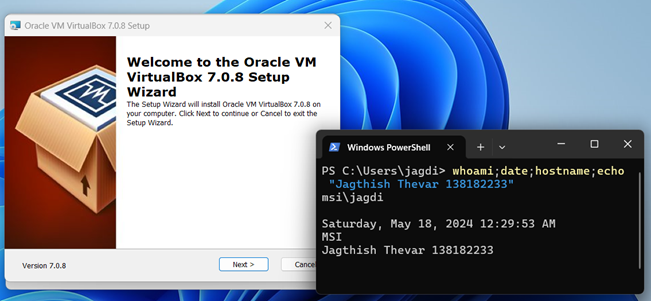 Oracle VM VirtualBox 7.0.8 Setup
Welcome to the Oracle VM
VirtualBox 7.0.8 Setup
Wizard
The Setup Wizard will install Oracle VM VirtualBox 7.0.8 on
your computer. Click Next to continue or Cancel to exit the
Setup Wizard.
Version 7.0.8
Next >
Cancel
Windows PowerShell
PS C:\Users\jagdi> whoami;date;hostname;echo
"Jagthish Thevar 138182233"
msi\jagdi
Saturday, May 18, 2024 12:29:53 AM
MSI
Jagthish Thevar 138182233